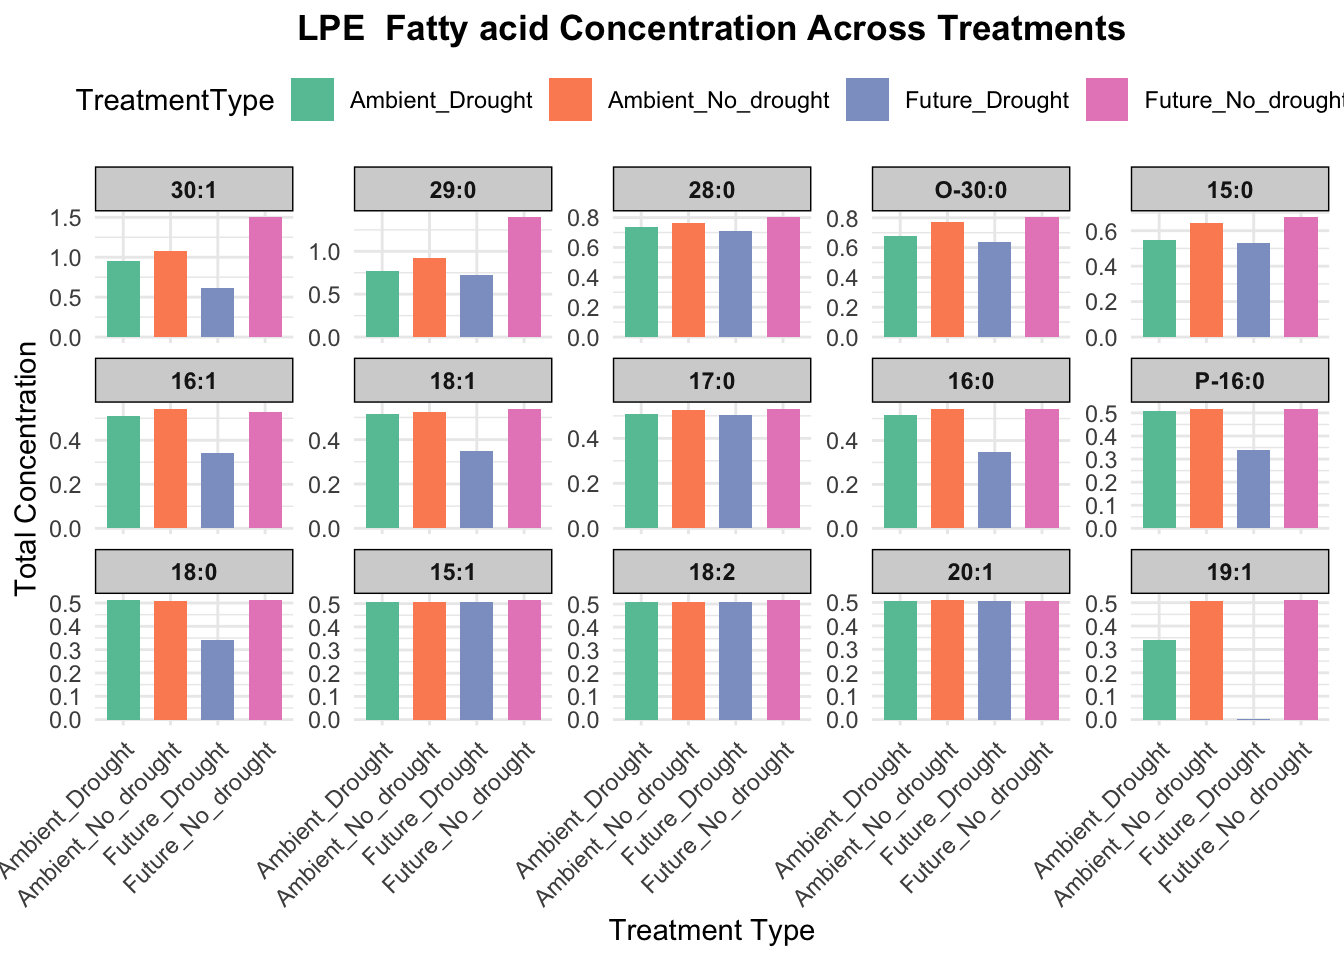 LPE  Fatty acid Concentration Across Treatments
TreatmentType Ambient_Drought Ambient_No_drought Future_Drought Future_No_drought
30:1 29:0 28:0 O-30:0 15:0
1.5 1.0 0.5 0.0
1.0 0.5 0.0
0.8 0.6 0.4 0.2 0.0
0.8 0.6 0.4 0.2 0.0
0.6 0.4 0.2 0.0
Total Concentration
16:1 18:1 17:0 16:0 P-16:0
0.4 0.2 0.0
0.4 0.2 0.0
0.4 0.2 0.0
0.4 0.2 0.0
0.5 0.4 0.3 0.2 0.1 0.0
18:0 15:1 18:2 20:1 19:1
0.5 0.4 0.3 0.2 0.1 0.0
0.5 0.4 0.3 0.2 0.1 0.0
0.5 0.4 0.3 0.2 0.1 0.0
0.5 0.4 0.3 0.2 0.1 0.0
0.5 0.4 0.3 0.2 0.1 0.0
Ambient_Drought Ambient_No_drought Future_Drought Future_No_drought
Ambient_Drought Ambient_No_drought Future_Drought Future_No_drought
Ambient_Drought Ambient_No_drought Future_Drought Future_No_drought
Ambient_Drought Ambient_No_drought Future_Drought Future_No_drought
Ambient_Drought Ambient_No_drought Future_Drought Future_No_drought
Treatment Type